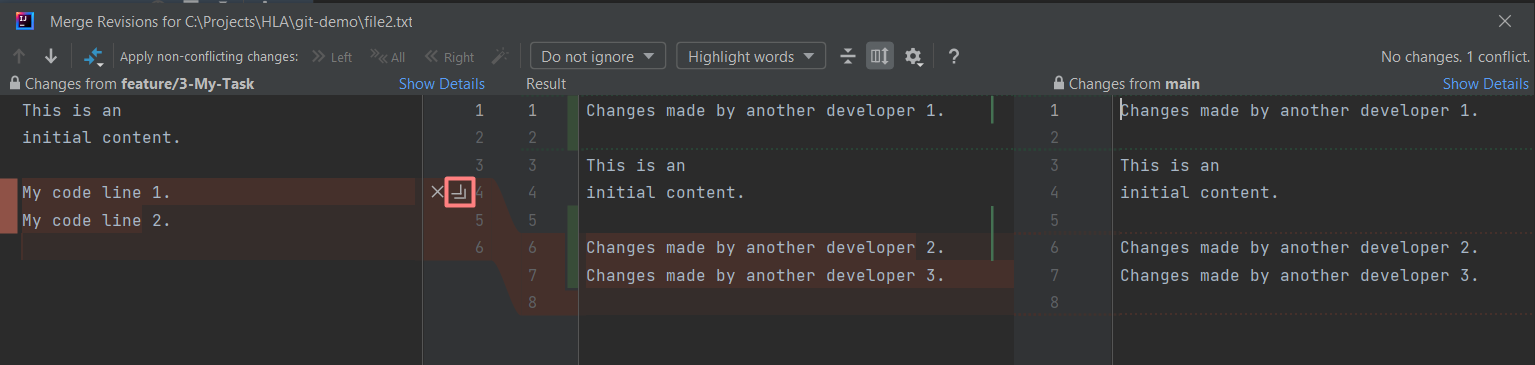 Merge Revisions for C:\Projects\HLA\git-demo\file2.txt
Apply non-conflicting changes: Left All Right Do not ignore Highlight words ? No changes. 1 conflict.
Changes from feature/3-My-Task Show Details Result Changes from main Show Details
This is an 1 1 Changes made by another developer 1. 1 Changes made by another developer 1.
initial content. 2 2 2
3 3 This is an 3 This is an
My code line 1. 4 4 initial content. 4 initial content.
My code line 2. 5 5 5
6 6 Changes made by another developer 2. 6 Changes made by another developer 2.
7 Changes made by another developer 3. 7 Changes made by another developer 3.
8 8